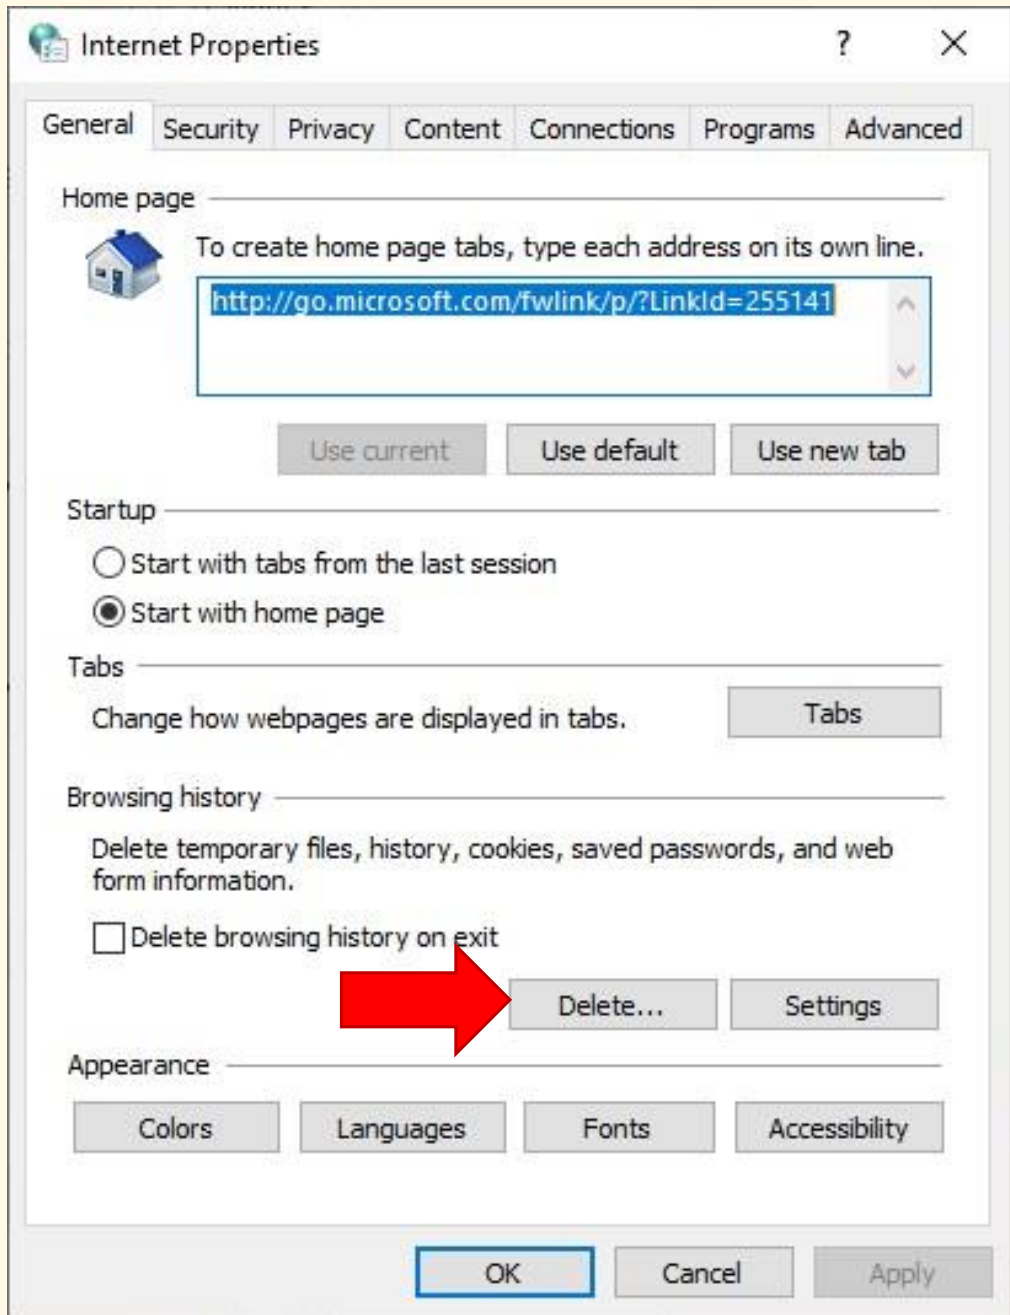 Internet Properties
?
General Security Privacy Content Connections Programs Advanced
Home page
To create home page tabs, type each address on its own line.
http://go.microsoft.com/fwlink/p/?LinkId=255141
Use current Use default Use new tab
Startup
Start with tabs from the last session
Start with home page
Tabs
Change how webpages are displayed in tabs. Tabs
Browsing history
Delete temporary files, history, cookies, saved passwords, and web
form information.
Delete browsing history on exit
Delete... Settings
Appearance
Colors Languages Fonts Accessibility
OK Cancel Apply